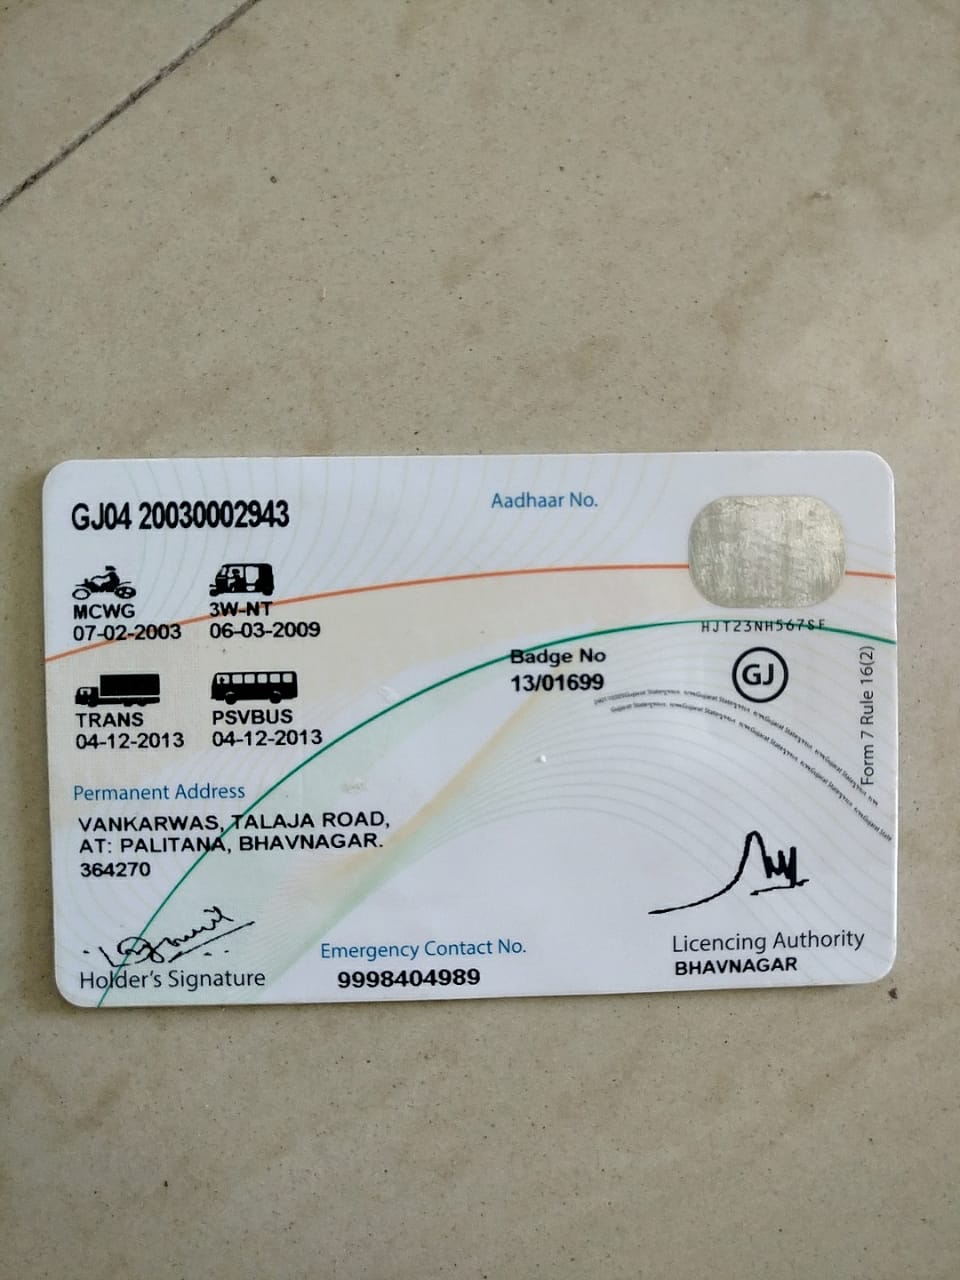 GJ04 20030002943
Aadhaar No.
MCWG
07-02-2003
3W-NT
06-03-2009
HJT23NH567SF
GJ
Badge No
13/01699
TRANS
04-12-2013
PSVBUS
04-12-2013
Form 7 Rule 16(2)
Permanent Address
VANKARWAS, TALAJA ROAD,
AT: PALITANA, BHAVNAGAR.
364270
Holder's Signature
Emergency Contact No.
9998404989
Licencing Authority
BHAVNAGAR